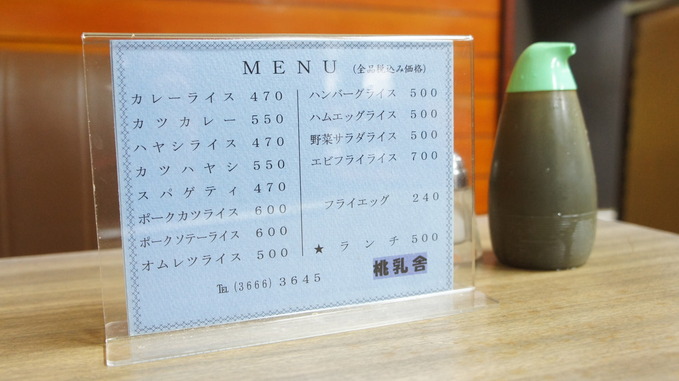 MENU (全品税込み価格)
カレーライス 470
カツカレー 550
ハヤシライス 470
カツハヤシ 550
スパゲティ 470
ポークカツライス 600
ポークソテーライス 600
オムレツライス 500
ハンバーグライス 500
ハムエッグライス 500
野菜サラダライス 500
エビフライライス 700
フライエッグ 240
★ ランチ 500
℡ (3666) 3645
桃乳舎